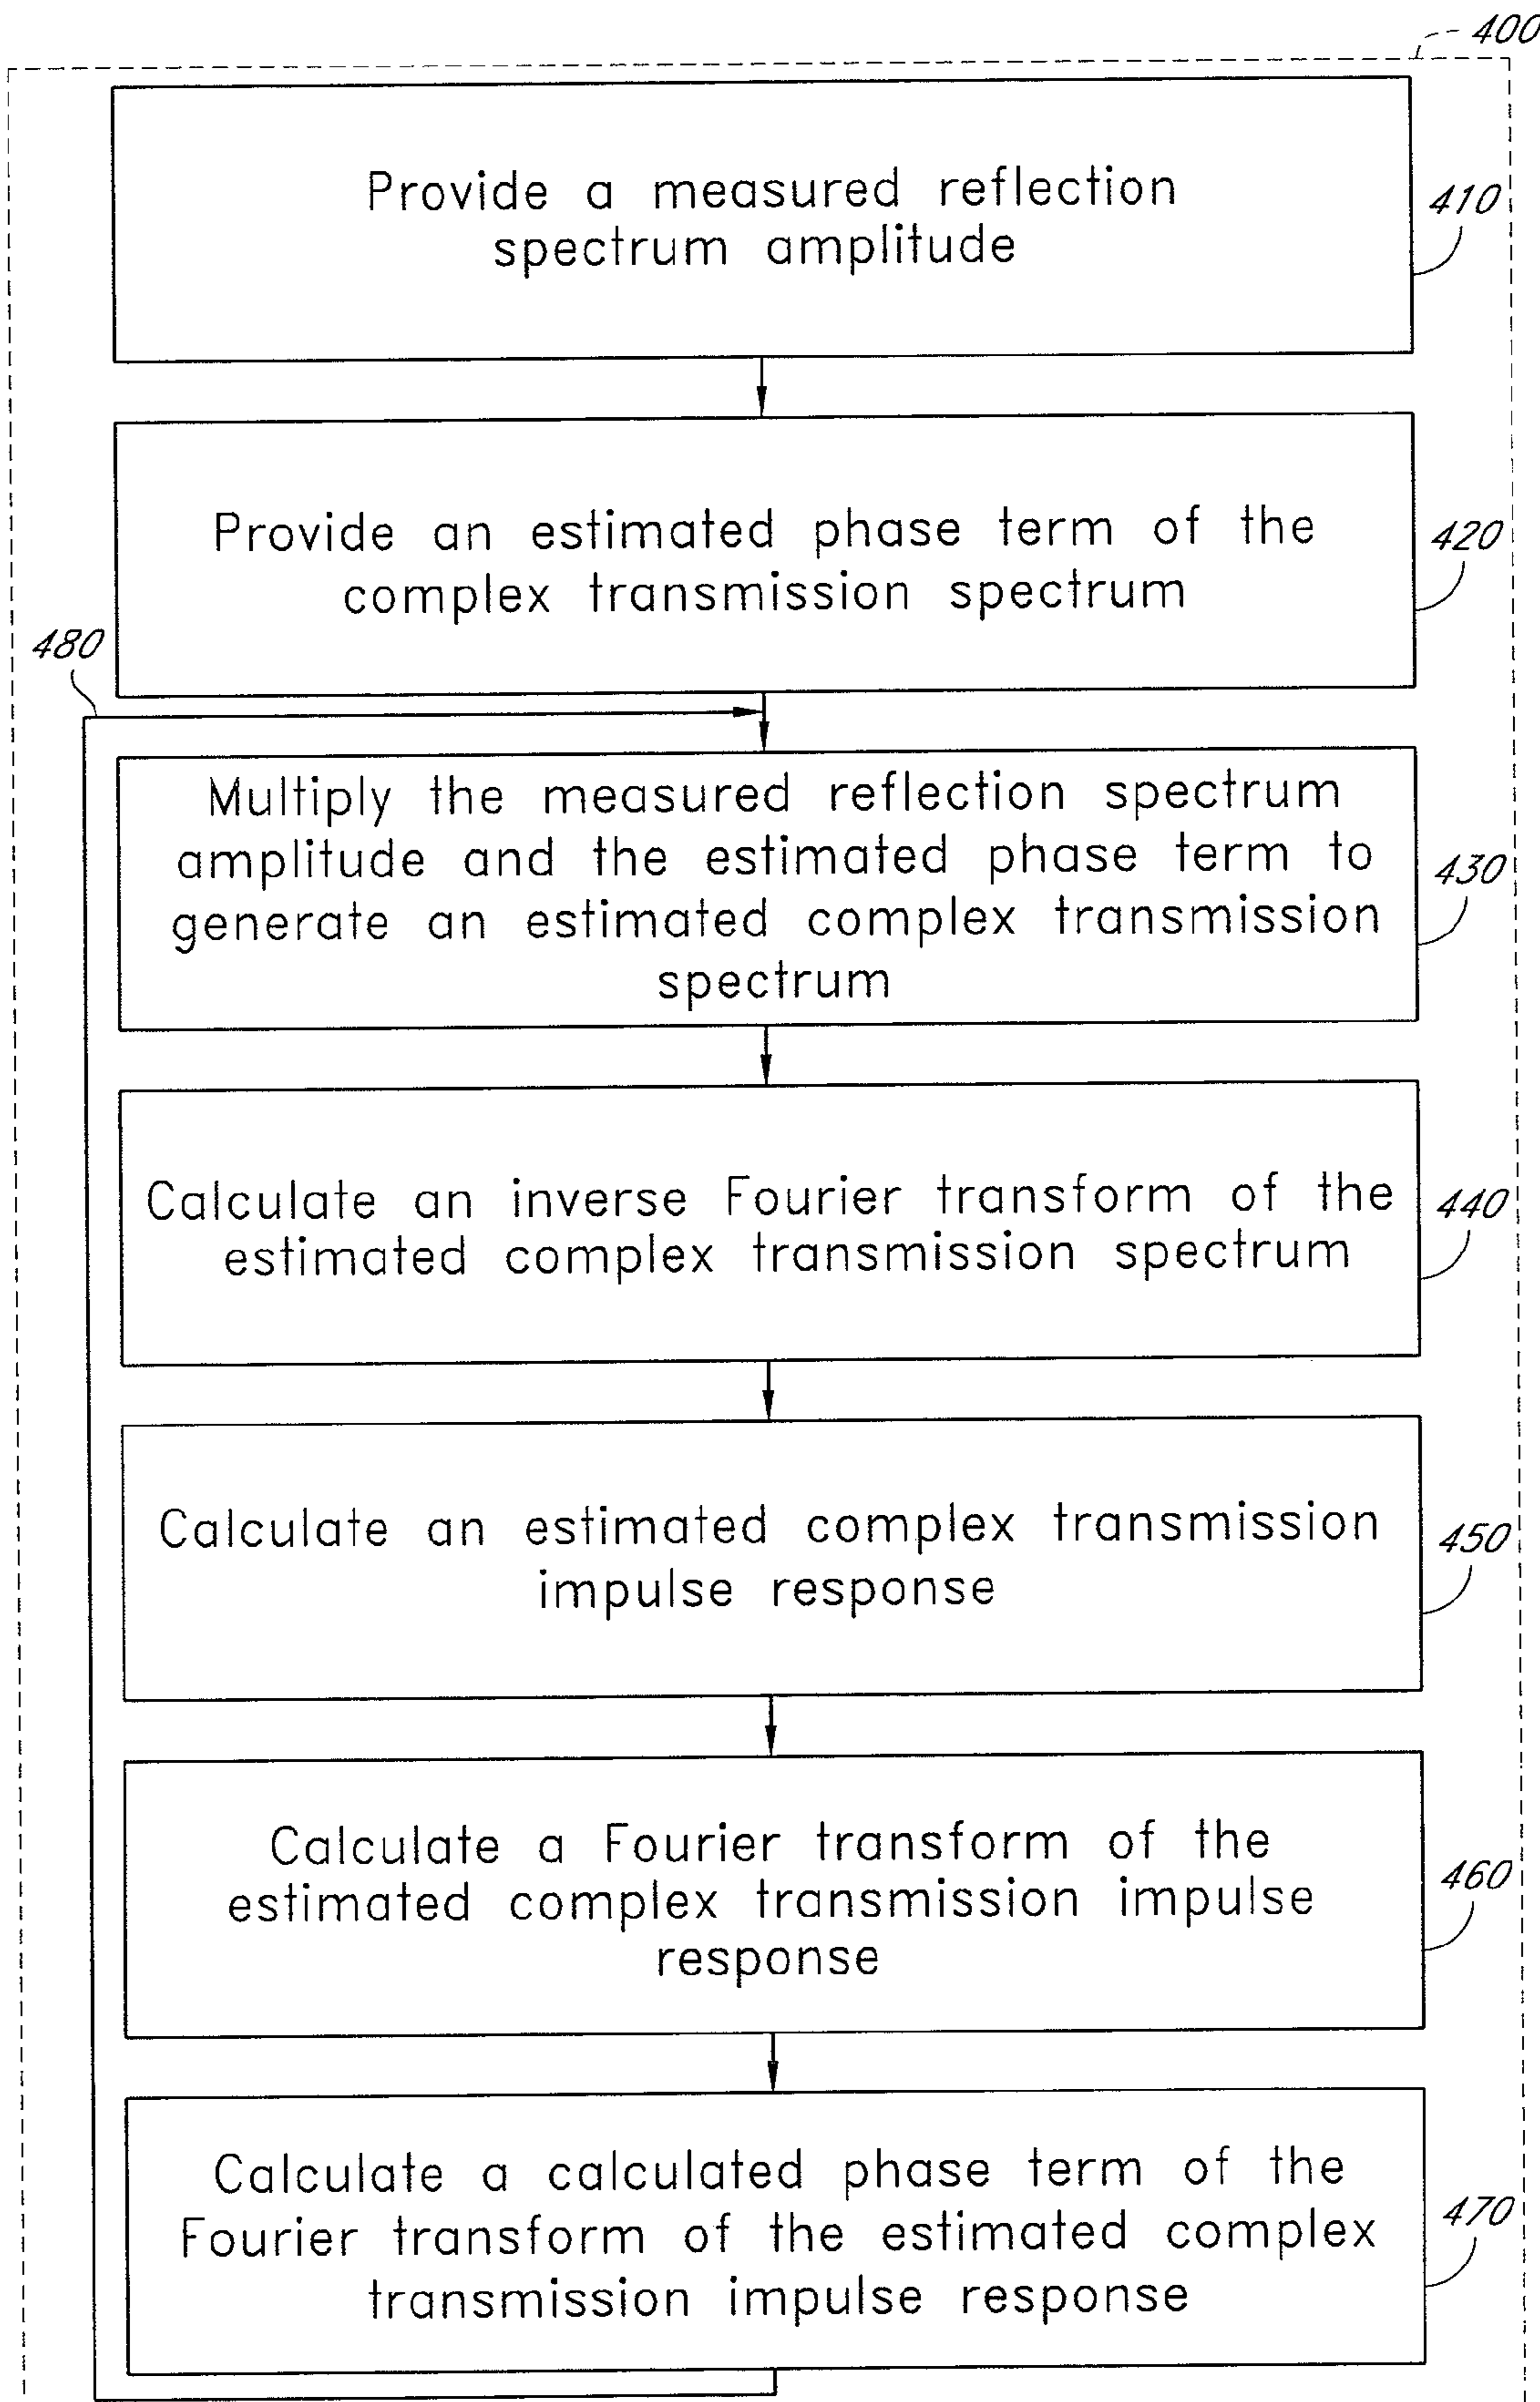 400
Provide a measured reflection
spectrum amplitude
410
Provide an estimated phase term of the
complex transmission spectrum
420
480
Multiply the measured reflection spectrum
amplitude and the estimated phase term to
generate an estimated complex transmission
spectrum
430
Calculate an inverse Fourier transform of the
estimated complex transmission spectrum
440
Calculate an estimated complex transmission
impulse response
450
Calculate a Fourier transform of the
estimated complex transmission impulse
response
460
Calculate a calculated phase term of the
Fourier transform of the estimated complex
transmission impulse response
470